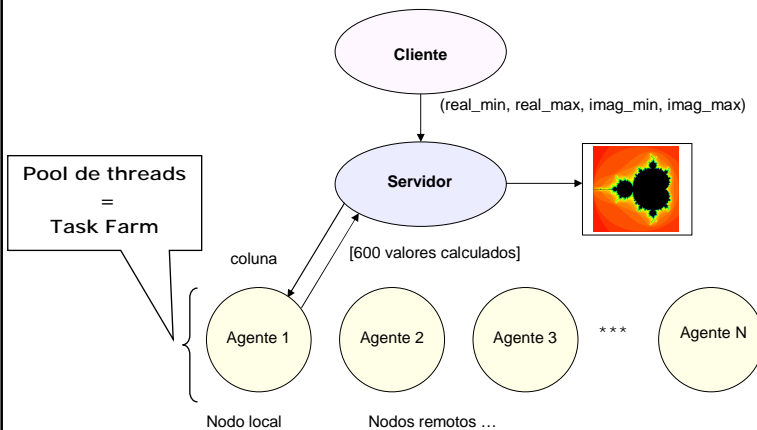 Cliente
(real_min, real_max, imag_min, imag_max)
Pool de threads
=
Task Farm
Servidor
coluna
[600 valores calculados]
Agente 1
Agente 2
Agente 3
***
Agente N
Nodo local
Nodos remotos ...